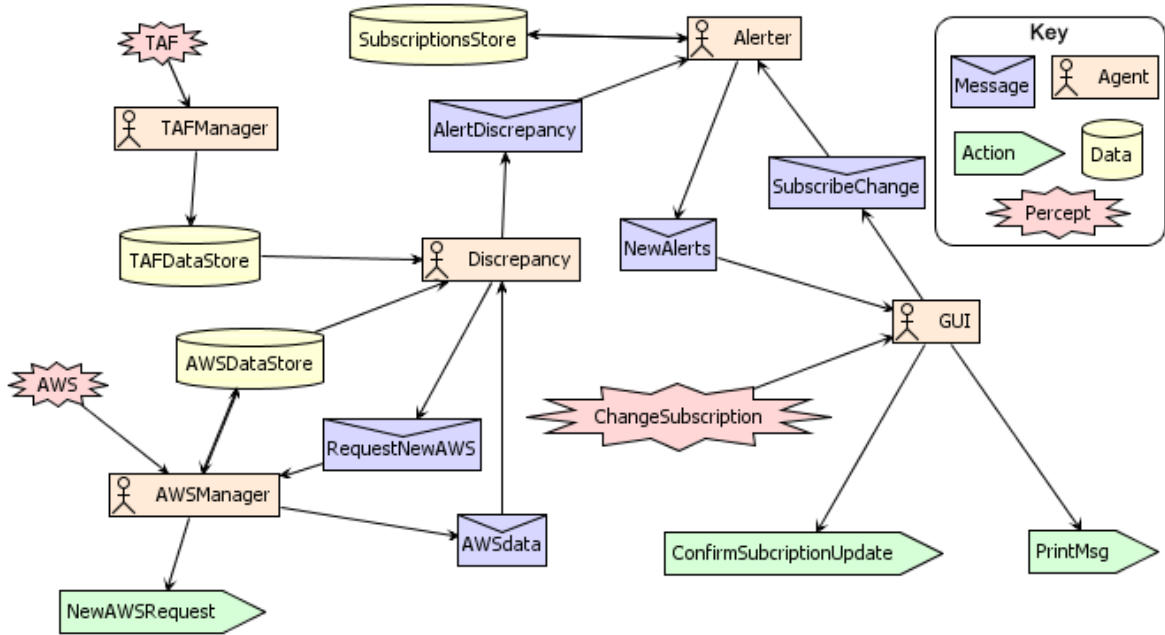 TAF
SubscriptionsStore
Alerter
Key
Message
Agent
TAFManager
AlertDiscrepancy
Action
Data
SubscribeChange
Percept
TAFDataStore
Discrepancy
NewAlerts
GUI
AWSDataStore
AWS
ChangeSubscription
RequestNewAWS
AWSManager
AWSdata
ConfirmSubcriptionUpdate
PrintMsg
NewAWSRequest